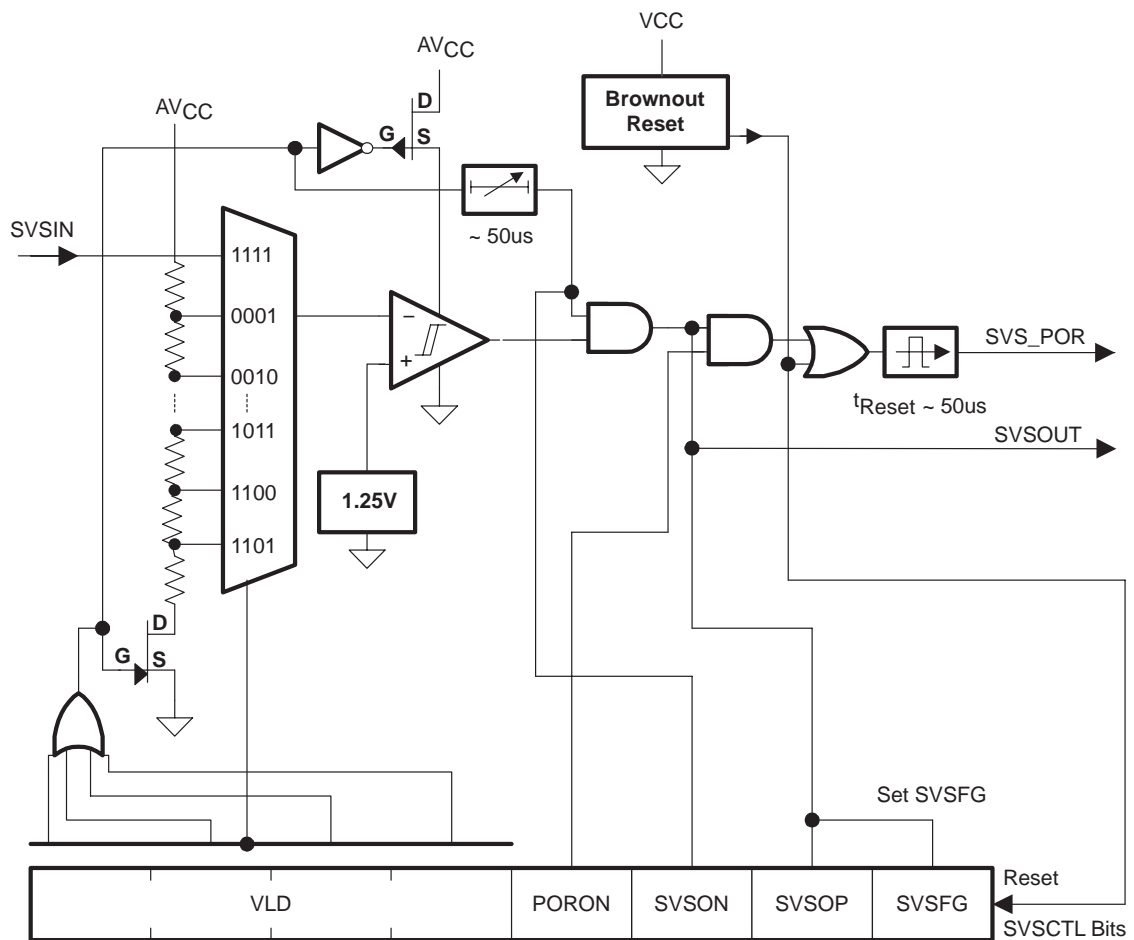 VCC
AVCC
Brownout
Reset
D
AVCC
G
S
SVSIN
~ 50us
1111
0001
–
SVS_POR
+
0010
tReset ~ 50us
1011
SVSOUT
1100
1.25V
1101
D
G
S
Set SVSFG
Reset
VLD
PORON
SVSON
SVSOP
SVSFG
SVSCTL Bits